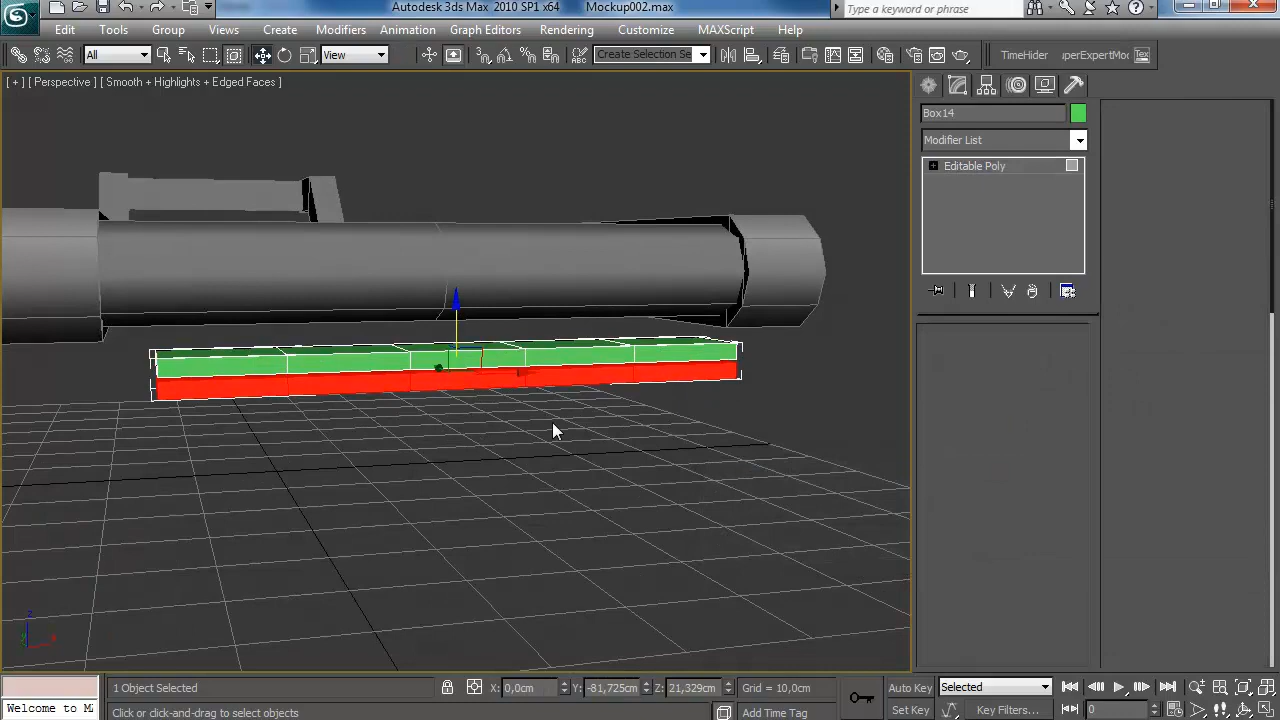 Autodesk 3ds Max 2010 SP1 x64 Mockup002.max
Type a keyword or phrase
Edit Tools Group Views Create Modifiers Animation Graph Editors Rendering Customize MAXScript Help
All View Create Selection Se TimeHider perExpertMod Tex
[ + ] [ Perspective ] [ Smooth + Highlights + Edged Faces ]
Box14
Modifier List
Editable Poly
z
y x
1 Object Selected X: 0,0cm Y: -81,725cm Z: 21,329cm Grid = 10,0cm Auto Key Selected
Welcome to MA Click or click-and-drag to select objects Add Time Tag Set Key Key Filters... 0